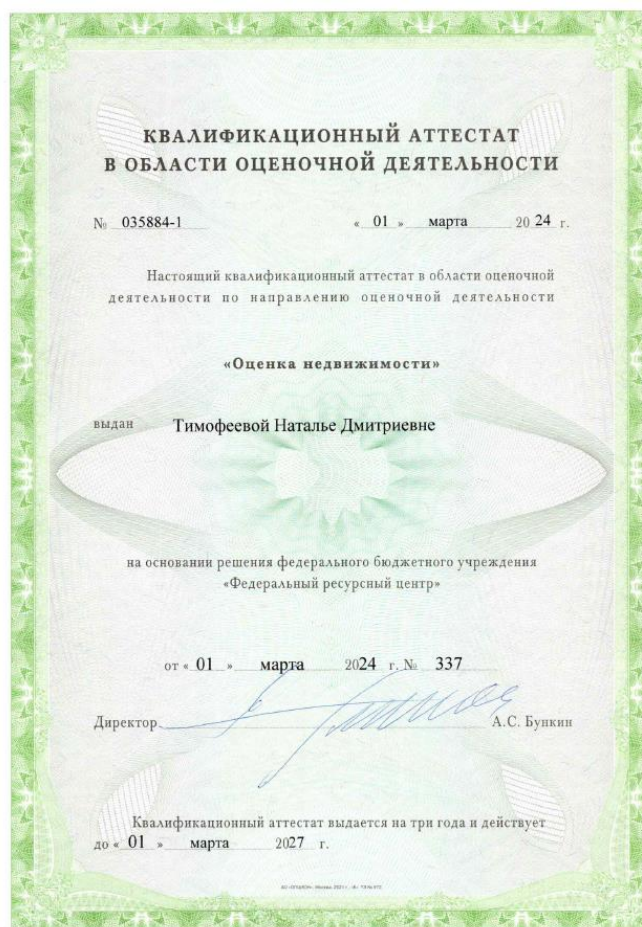 КВАЛИФИКАЦИОННЫЙ АТТЕСТАТ
В ОБЛАСТИ ОЦЕНОЧНОЙ ДЕЯТЕЛЬНОСТИ
№ 035884-1 « 01 » марта 20 24 г.
Настоящий квалификационный аттестат в области оценочной
деятельности по направлению оценочной деятельности
«Оценка недвижимости»
выдан Тимофеевой Наталье Дмитриевне
на основании решения федерального бюджетного учреждения
«Федеральный ресурсный центр»
от « 01 » марта 2024 г. № 337
Директор А.С. Бункин
Квалификационный аттестат выдается на три года и действует
до « 01 » марта 2027 г.